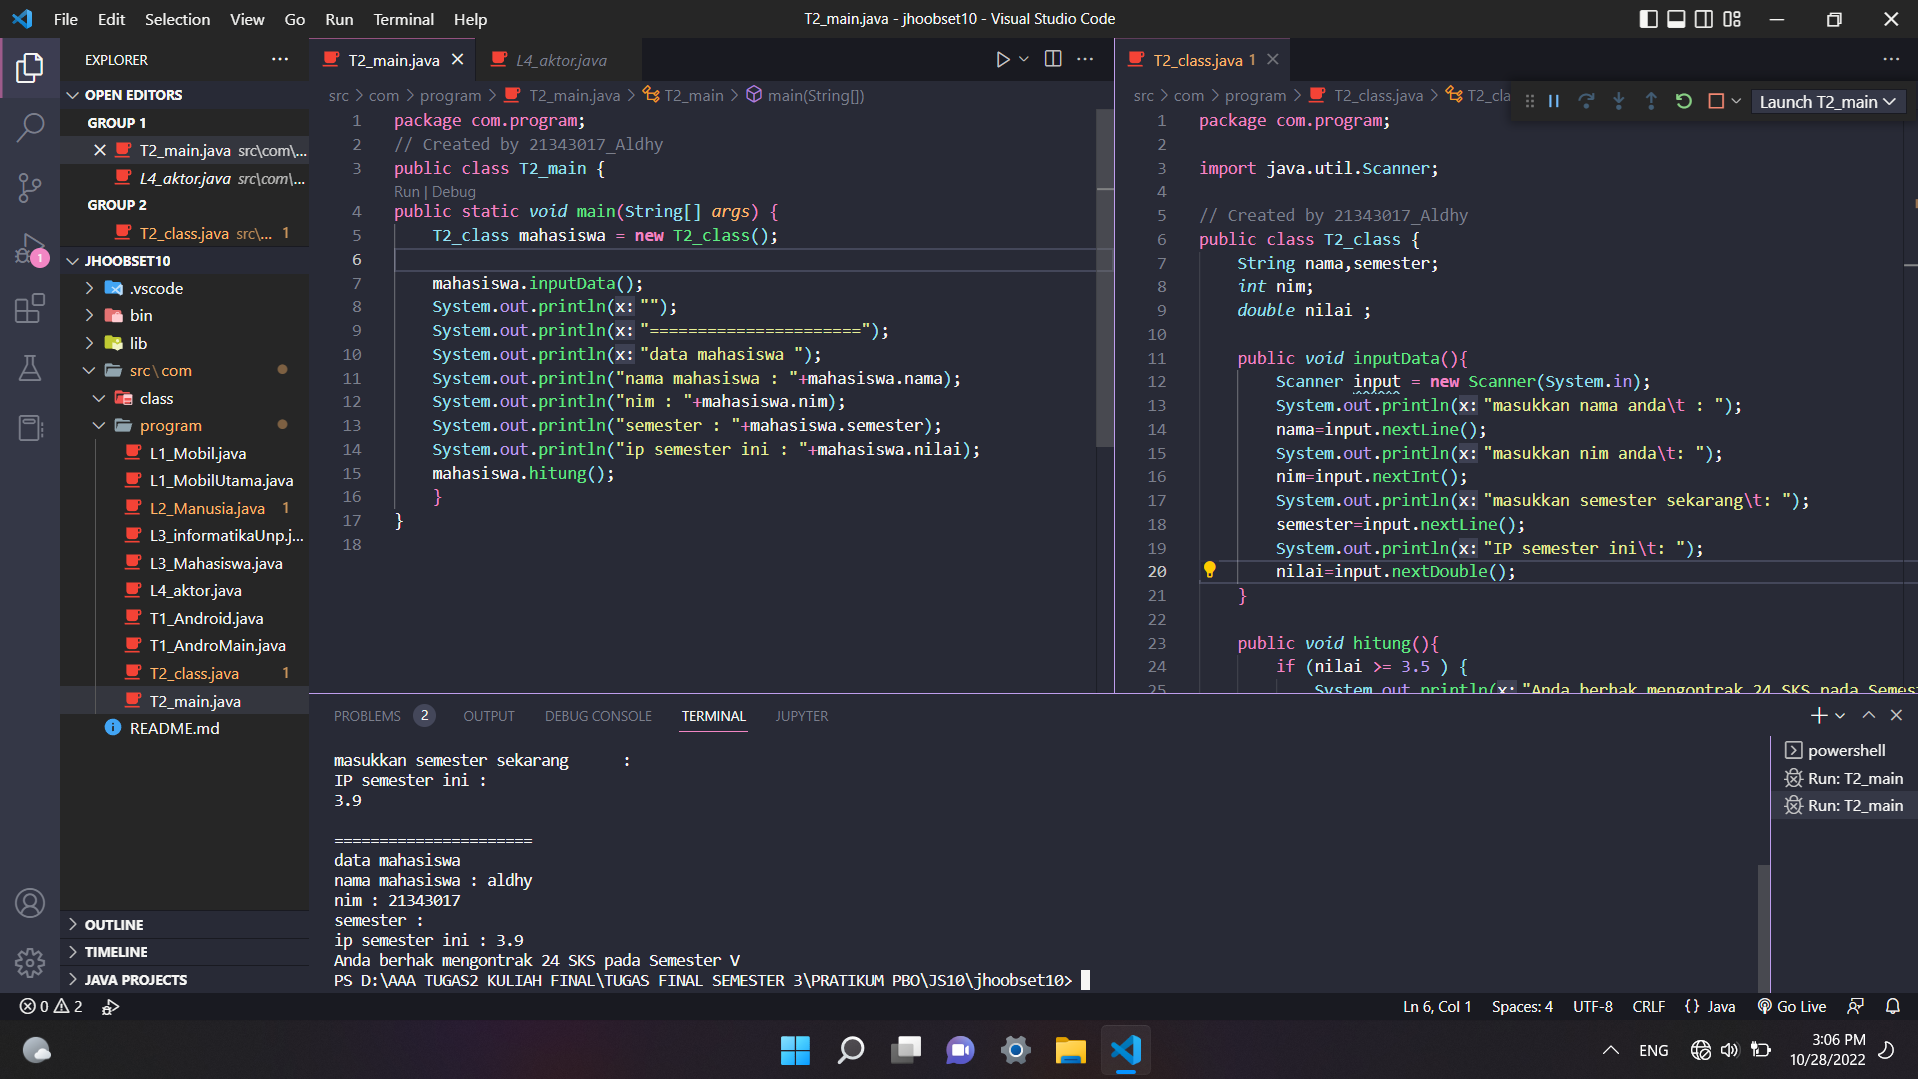 File Edit Selection View Go Run Terminal Help
T2_main.java - jhoobset10 - Visual Studio Code
EXPLORER
OPEN EDITORS
GROUP 1
T2_main.java src\com\...
L4_aktor.java src\com\...
GROUP 2
T2_class.java src\... 1
JHOOBSET10
.vscode
bin
lib
src\com
class
program
L1_Mobil.java
L1_MobilUtama.java
L2_Manusia.java 1
L3_informatikaUnp.j...
L3_Mahasiswa.java
L4_aktor.java
T1_Android.java
T1_AndroMain.java
T2_class.java 1
T2_main.java
README.md
OUTLINE
TIMELINE
JAVA PROJECTS
1
T2_main.java
L4_aktor.java
src > com > program > T2_main.java > T2_main > main(String[])
1 package com.program;
2 // Created by 21343017_Aldhy
3 public class T2_main {
Run | Debug
4 public static void main(String[] args) {
5 T2_class mahasiswa = new T2_class();
6
7 mahasiswa.inputData();
8 System.out.println(x: "");
9 System.out.println(x: "======================");
10 System.out.println(x: "data mahasiswa ");
11 System.out.println("nama mahasiswa : "+mahasiswa.nama);
12 System.out.println("nim : "+mahasiswa.nim);
13 System.out.println("semester : "+mahasiswa.semester);
14 System.out.println("ip semester ini : "+mahasiswa.nilai);
15 mahasiswa.hitung();
16 }
17 }
18
T2_class.java 1
src > com > program > T2_class.java > T2_cla
Launch T2_main
1 package com.program;
2
3 import java.util.Scanner;
4
5 // Created by 21343017_Aldhy
6 public class T2_class {
7 String nama,semester;
8 int nim;
9 double nilai ;
10
11 public void inputData(){
12 Scanner input = new Scanner(System.in);
13 System.out.println(x: "masukkan nama anda\t : ");
14 nama=input.nextLine();
15 System.out.println(x: "masukkan nim anda\t: ");
16 nim=input.nextInt();
17 System.out.println(x: "masukkan semester sekarang\t: ");
18 semester=input.nextLine();
19 System.out.println(x: "IP semester ini\t: ");
20 nilai=input.nextDouble();
21 }
22
23 public void hitung(){
24 if (nilai >= 3.5 ) {
25 System.out.println(x: "Anda berhak mengontrak 24 SKS pada Semest
PROBLEMS 2 OUTPUT DEBUG CONSOLE TERMINAL JUPYTER
masukkan semester sekarang :
IP semester ini :
3.9
======================
data mahasiswa
nama mahasiswa : aldhy
nim : 21343017
semester :
ip semester ini : 3.9
Anda berhak mengontrak 24 SKS pada Semester V
PS D:\AAA TUGAS2 KULIAH FINAL\TUGAS FINAL SEMESTER 3\PRATIKUM PBO\JS10\jhoobset10>
powershell
Run: T2_main
Run: T2_main
0 2
Ln 6, Col 1 Spaces: 4 UTF-8 CRLF {} Java Go Live
ENG
3:06 PM
10/28/2022